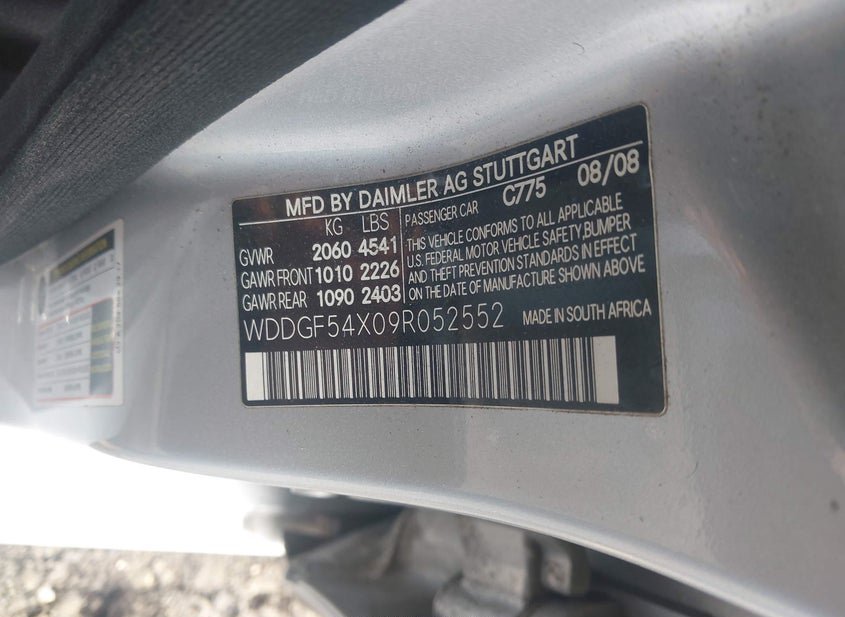 MFD BY DAIMLER AG STUTTGART
KG LBS
GVWR 2060 4541
GAWR FRONT 1010 2226
GAWR REAR 1090 2403
PASSENGER CAR C775 08/08
THIS VEHICLE CONFORMS TO ALL APPLICABLE
U.S. FEDERAL MOTOR VEHICLE SAFETY,BUMPER
AND THEFT PREVENTION STANDARDS IN EFFECT
ON THE DATE OF MANUFACTURE SHOWN ABOVE
WDDGF54X09R052552 MADE IN SOUTH AFRICA